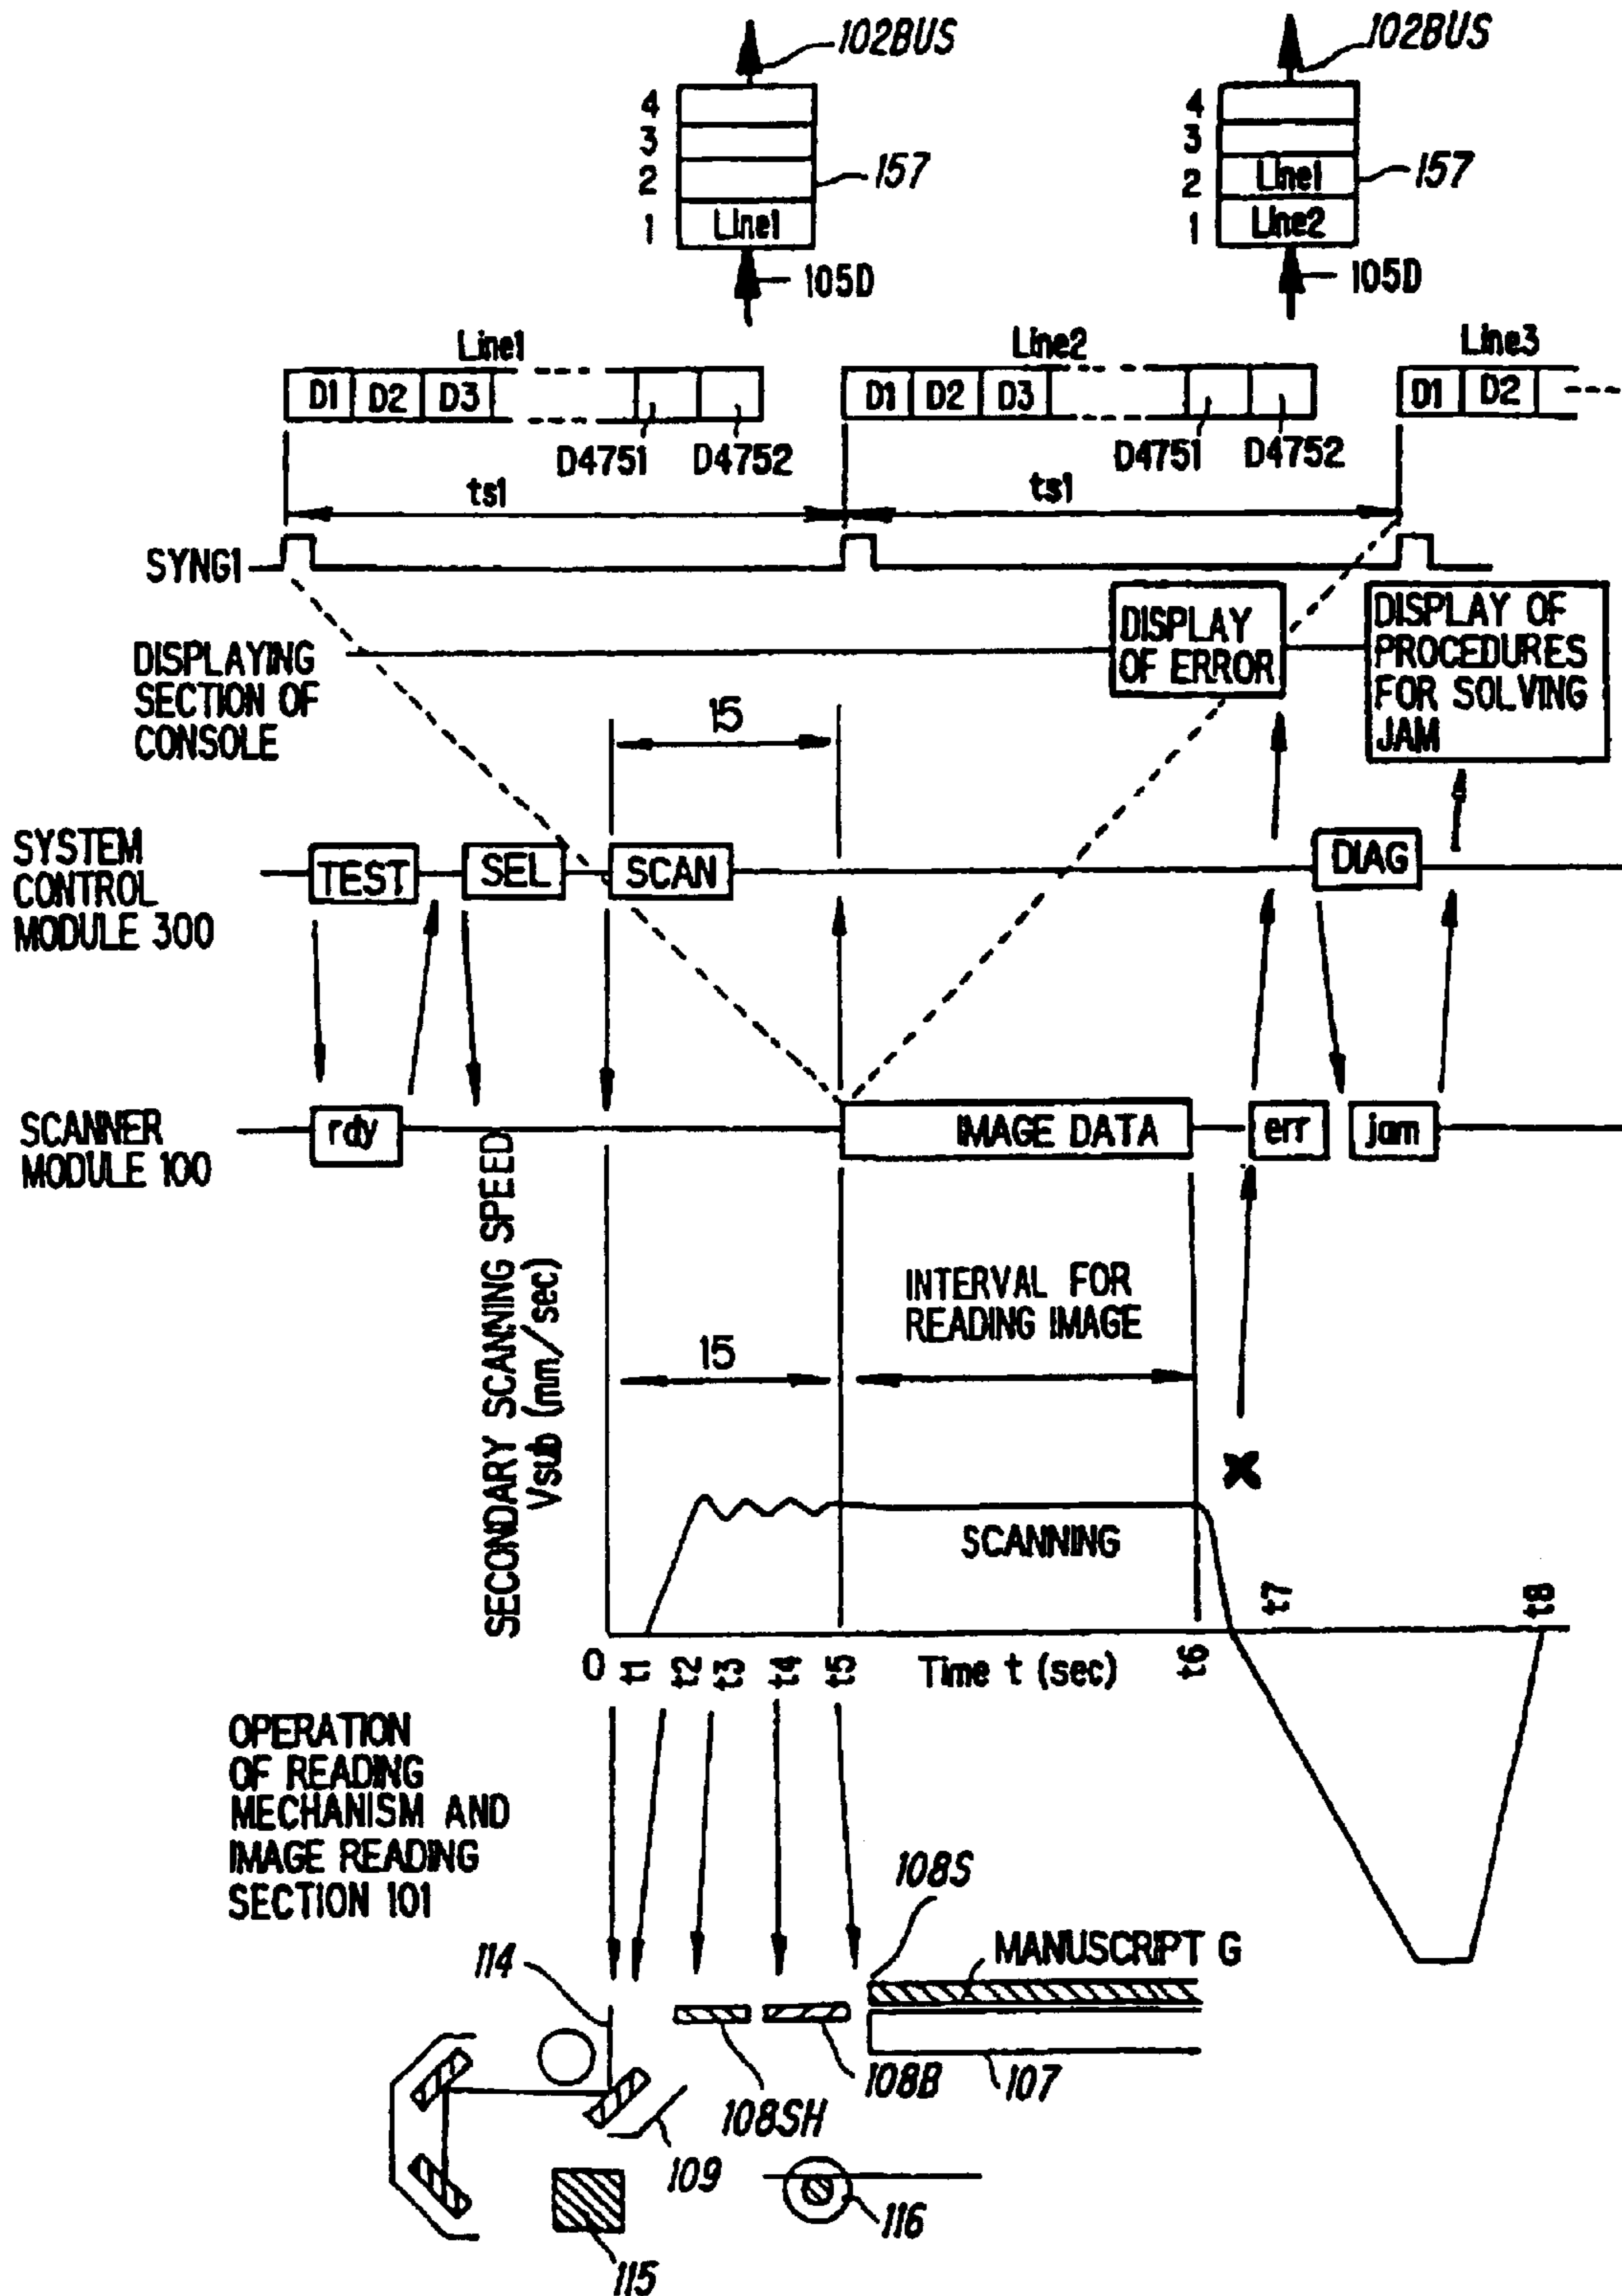 102BUS
102BUS
4
3
2
1
Line1
157
105D
4
3
2
1
Line1
Line2
157
105D
Line1
Line2
Line3
D1 D2 D3
D1 D2 D3
D1 D2
D4751 D4752
D4751 D4752
ts1
ts1
SYNG1
DISPLAYING
SECTION OF
CONSOLE
DISPLAY
OF ERROR
DISPLAY OF
PROCEDURES
FOR SOLVING
JAM
15
SYSTEM
CONTROL
MODULE 300
TEST
SEL
SCAN
DIAG
SCANNER
MODULE 100
rdy
IMAGE DATA
err
jam
SECONDARY SCANNING SPEED
Vsub (mm/sec)
INTERVAL FOR
READING IMAGE
15
X
SCANNING
0 t1 t2 t3 t4 t5 Time t (sec) t6 t7 t8
OPERATION
OF READING
MECHANISM AND
IMAGE READING
SECTION 101
108S
MANUSCRIPT G
114
108SH
108B
107
109
116
115